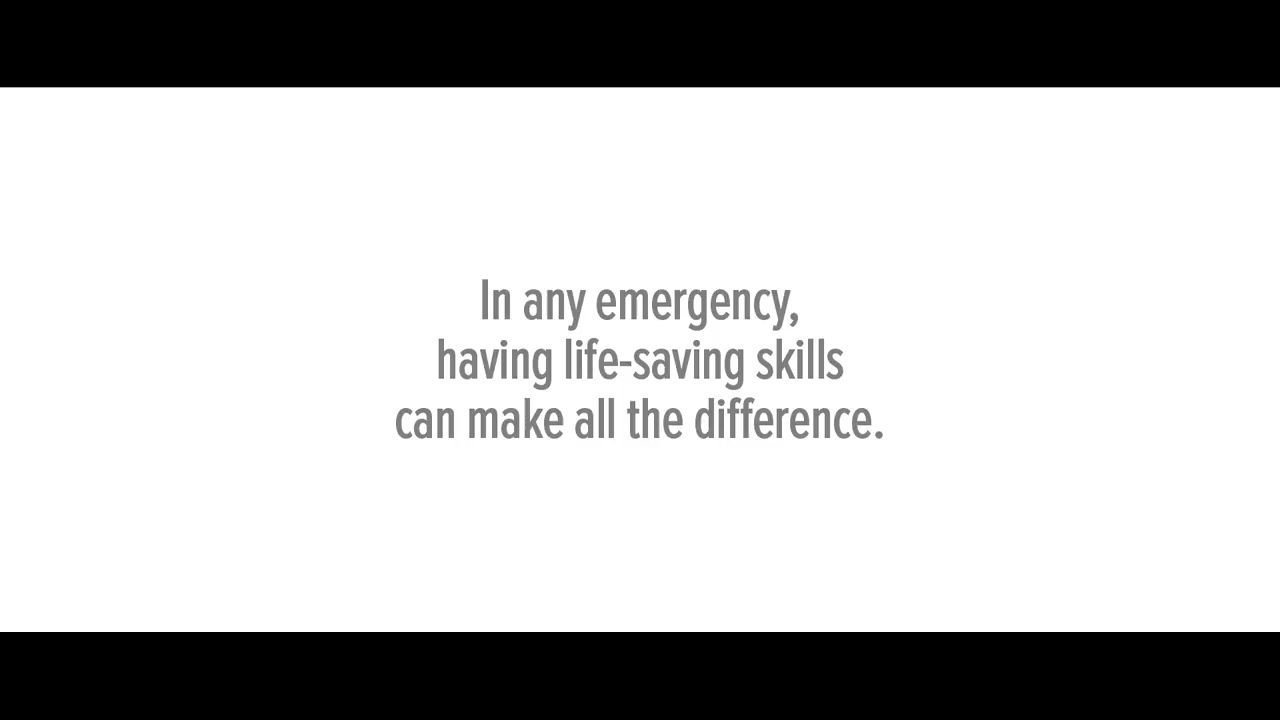 In any emergency,
having life-saving skills
can make all the difference.